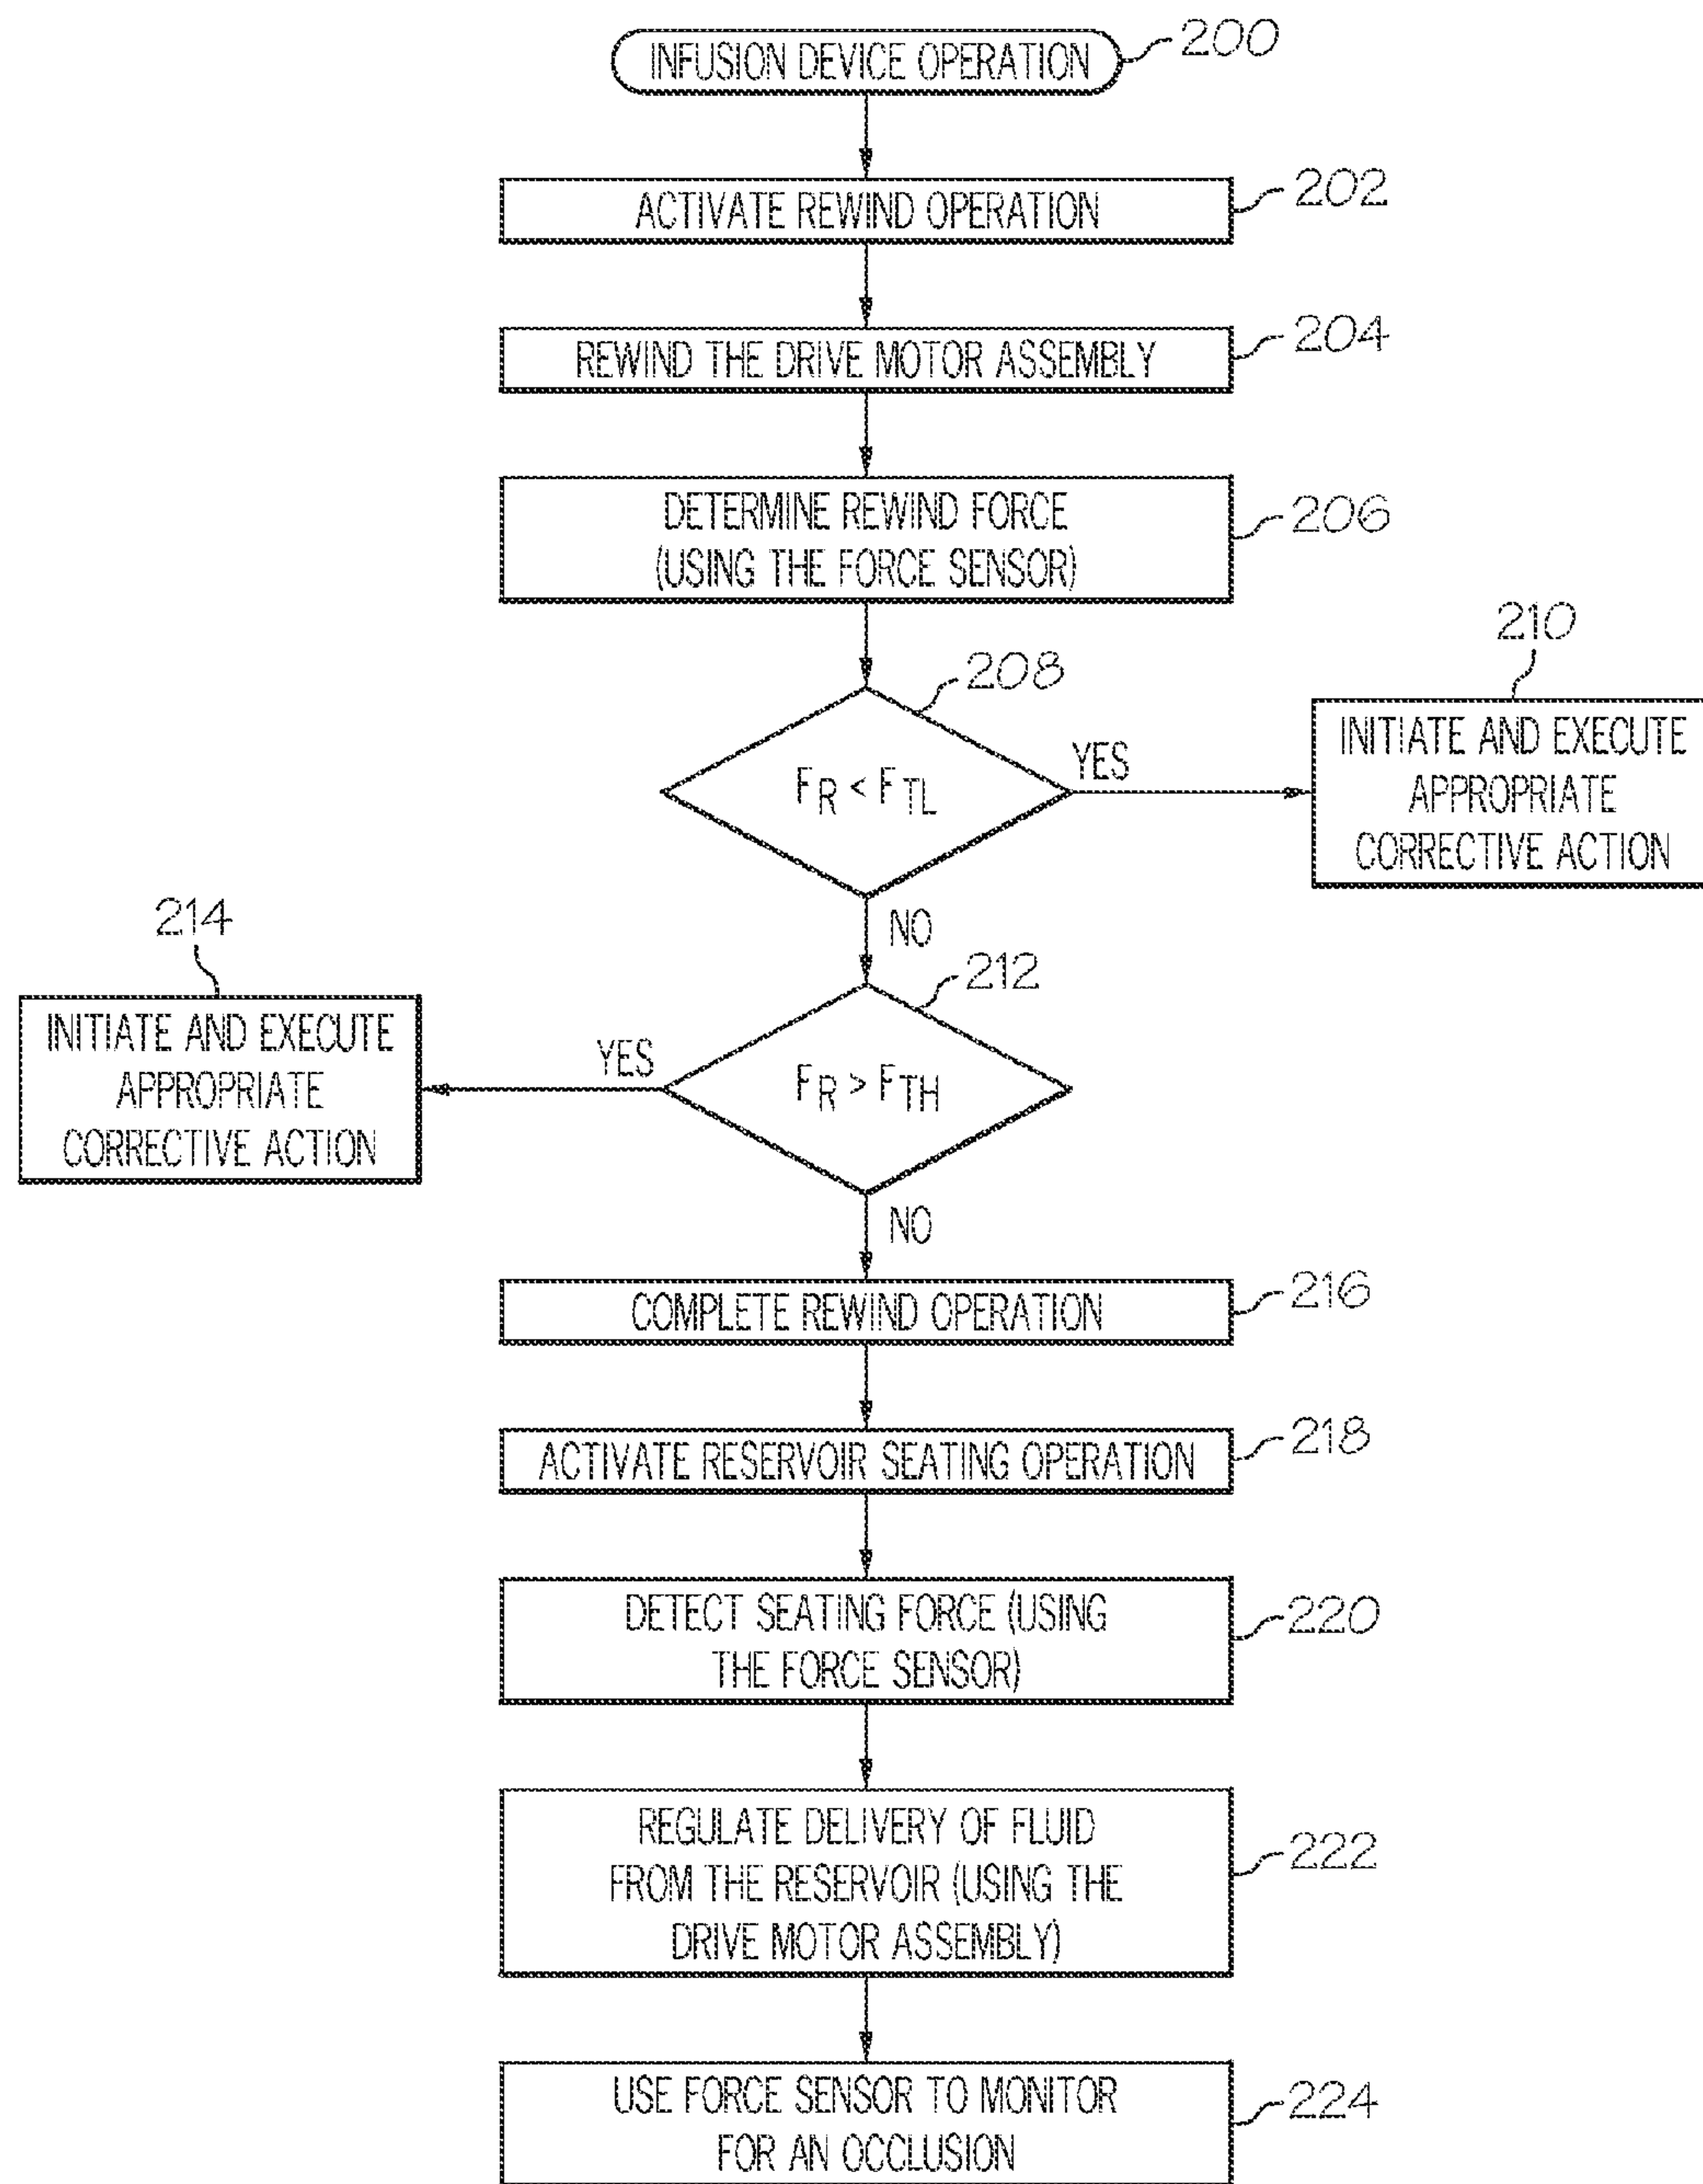 INFUSION DEVICE OPERATION
200
ACTIVATE REWIND OPERATION
202
REWIND THE DRIVE MOTOR ASSEMBLY
204
DETERMINE REWIND FORCE
(USING THE FORCE SENSOR)
206
208
FR < FTL
YES
NO
210
INITIATE AND EXECUTE
APPROPRIATE
CORRECTIVE ACTION
212
FR > FTH
YES
NO
214
INITIATE AND EXECUTE
APPROPRIATE
CORRECTIVE ACTION
COMPLETE REWIND OPERATION
216
ACTIVATE RESERVOIR SEATING OPERATION
218
DETECT SEATING FORCE (USING
THE FORCE SENSOR)
220
REGULATE DELIVERY OF FLUID
FROM THE RESERVOIR (USING THE
DRIVE MOTOR ASSEMBLY)
222
USE FORCE SENSOR TO MONITOR
FOR AN OCCLUSION
224